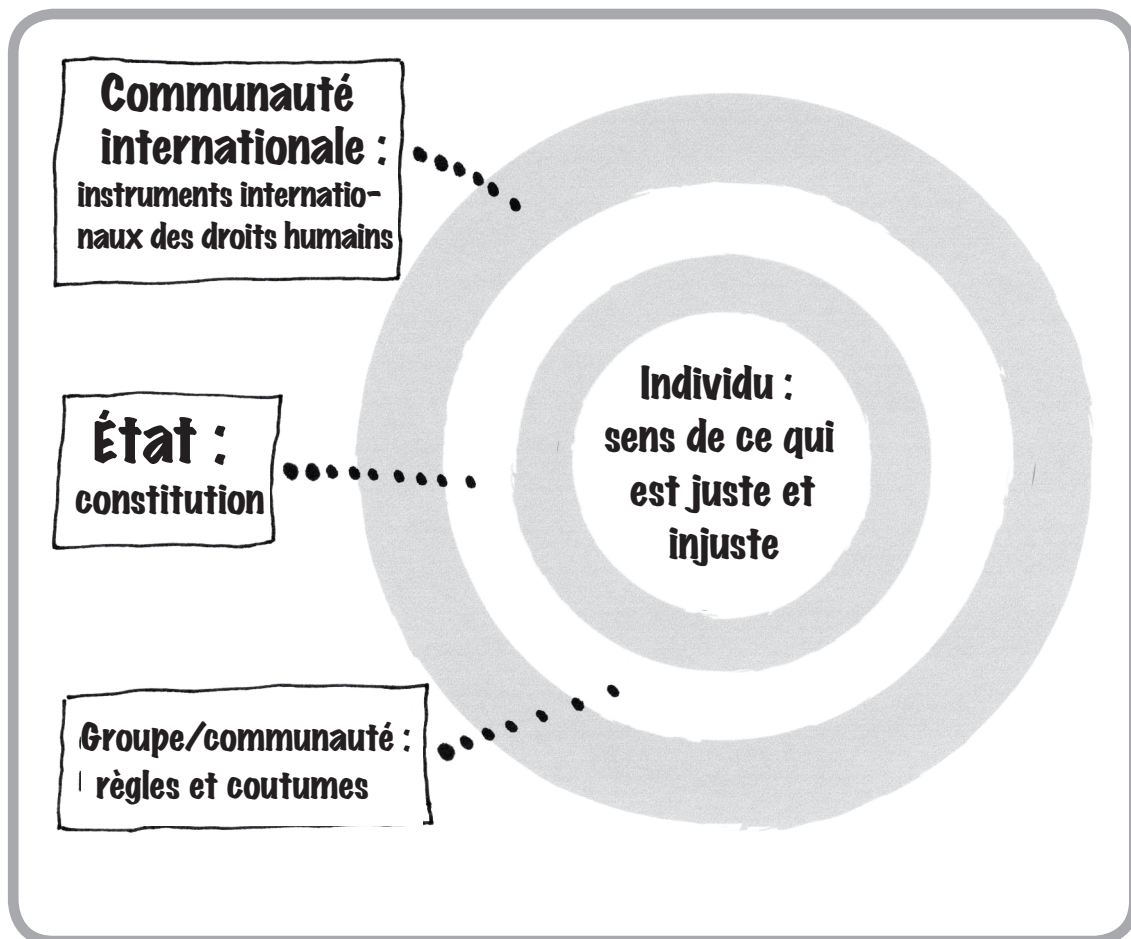 Communauté
internationale :
instruments internatio-
naux des droits humains
État :
constitution
Individu :
sens de ce qui
est juste et
injuste
Groupe/communauté :
règles et coutumes